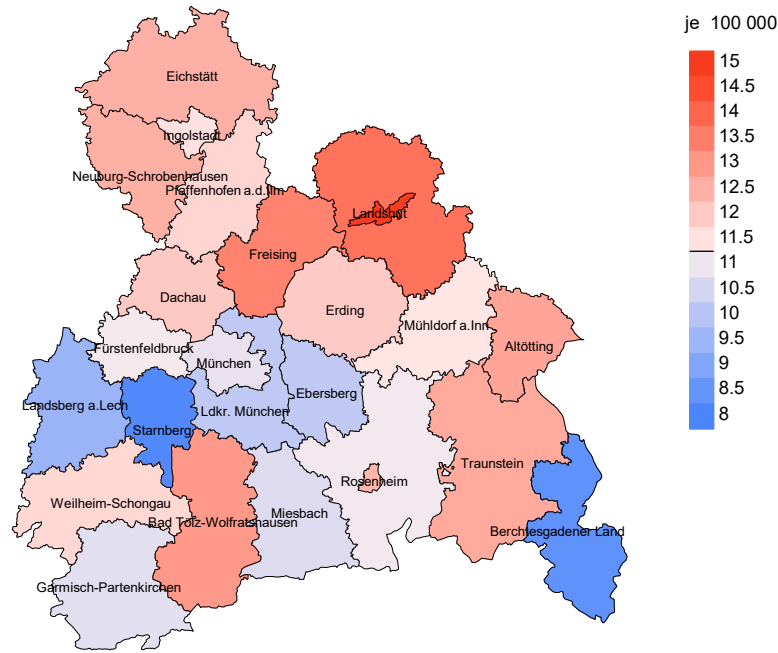 je 100 000
15
14.5
14
13.5
13
12.5
12
11.5
11
10.5
10
9.5
9
8.5
8
Eichstätt
Ingolstadt
Neuburg-Schrobenhausen
Pfaffenhofen a.d.Ilm
Landshut
Freising
Dachau
Erding
Mühldorf a.Inn
Altötting
Fürstenfeldbruck
München
Ebersberg
Landsberg a.Lech
Ldkr. München
Starnberg
Traunstein
Rosenheim
Weilheim-Schongau
Miesbach
Bad Tölz-Wolfratshausen
Berchtesgadener Land
Garmisch-Partenkirchen